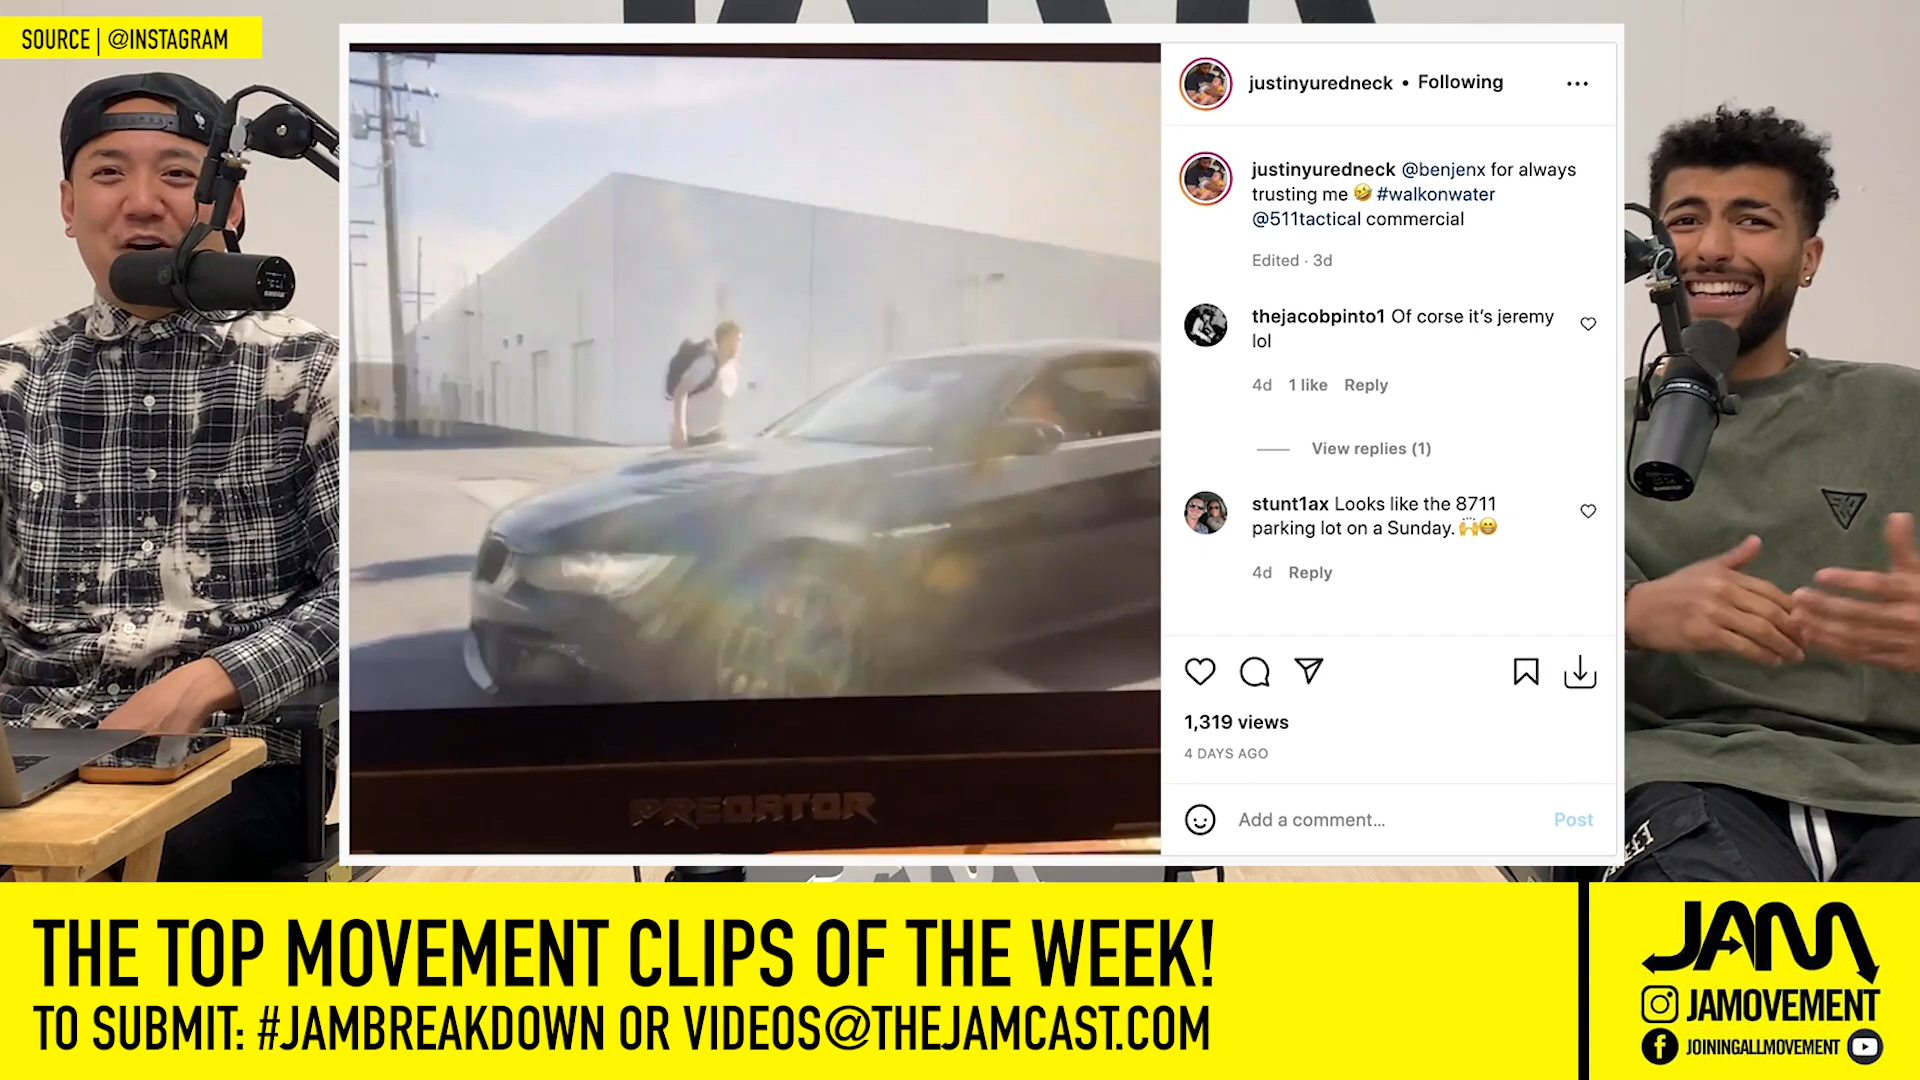 SOURCE | @INSTAGRAM
justinyuredneck • Following
justinyuredneck @benjenx for always
trusting me 🤣 #walkonwater
@511tactical commercial
Edited · 3d
thejacobpinto1 Of corse it's jeremy
lol
4d 1 like Reply
View replies (1)
stunt1ax Looks like the 8711
parking lot on a Sunday. 🙌😁
4d Reply
1,319 views
4 DAYS AGO
Add a comment...
Post
PREDATOR
THE TOP MOVEMENT CLIPS OF THE WEEK!
TO SUBMIT: #JAMBREAKDOWN OR VIDEOS@THEJAMCAST.COM
JAM
JAMOVEMENT
JOININGALLMOVEMENT